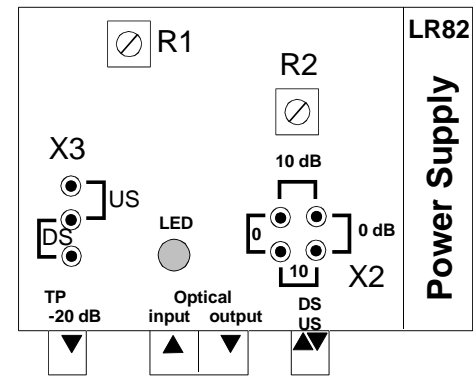 LR82
R1
R2
Power Supply
X3
10 dB
US
DS
LED
0
0 dB
10
X2
TP
-20 dB
Optical
input output
DS
US